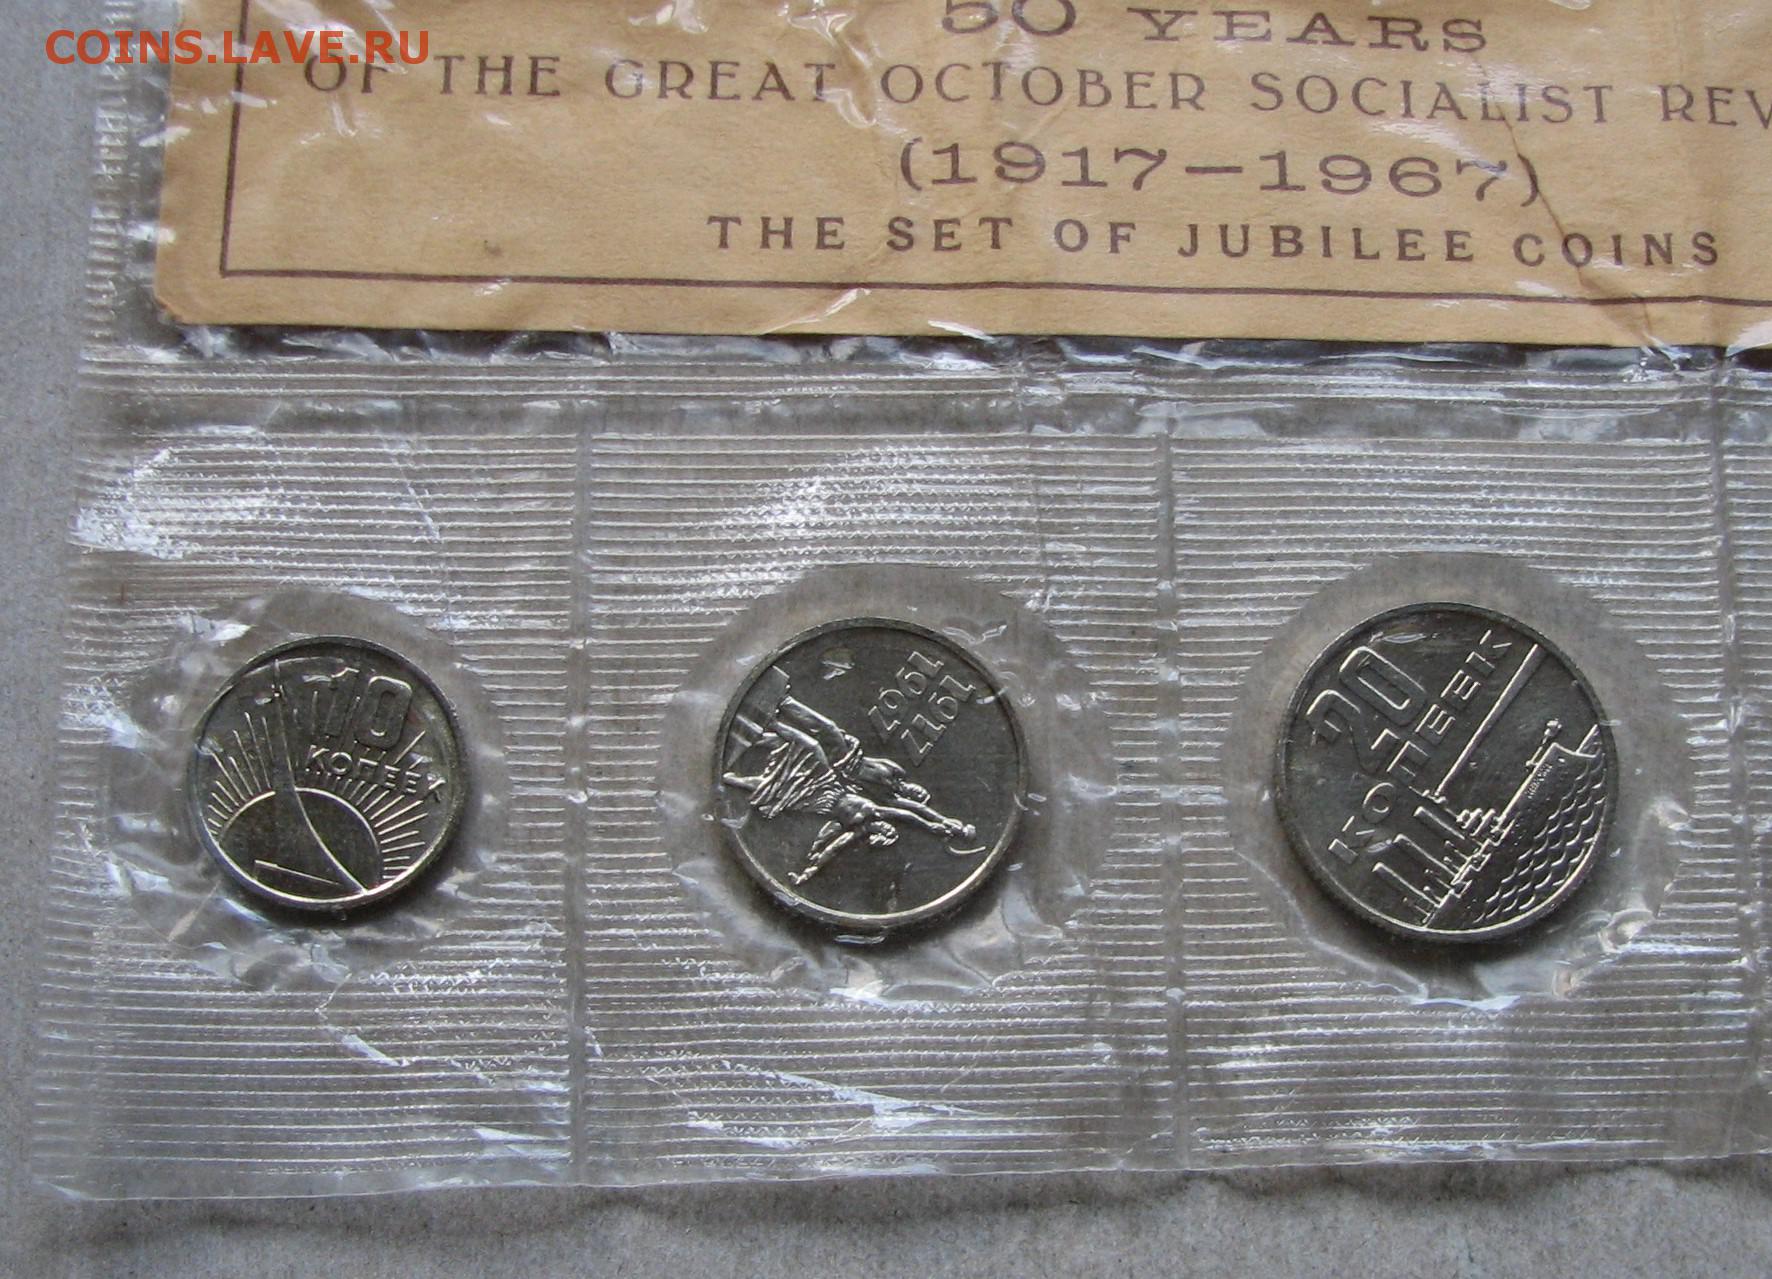 COINS.LAVE.RU
50 YEARS
OF THE GREAT OCTOBER SOCIALIST REV
(1917—1967)
THE SET OF JUBILEE COINS
10
КОПЕЕК
1917
1967
20
КОПЕЕК